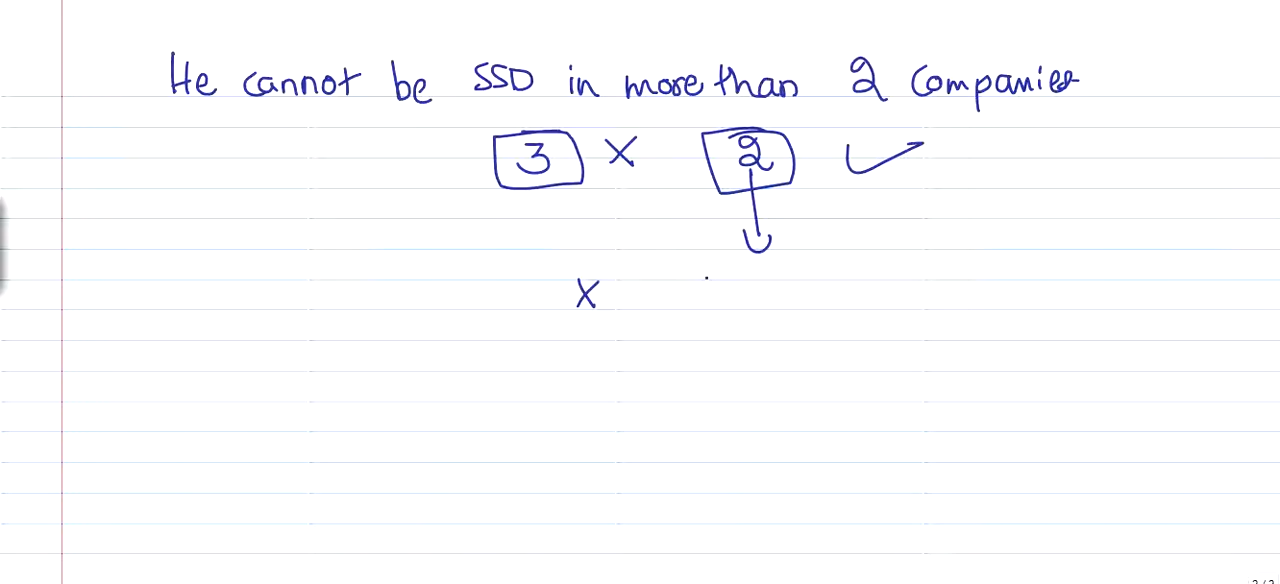 He cannot be SSD in more than 2 Companies
3 x 2 ✓
x